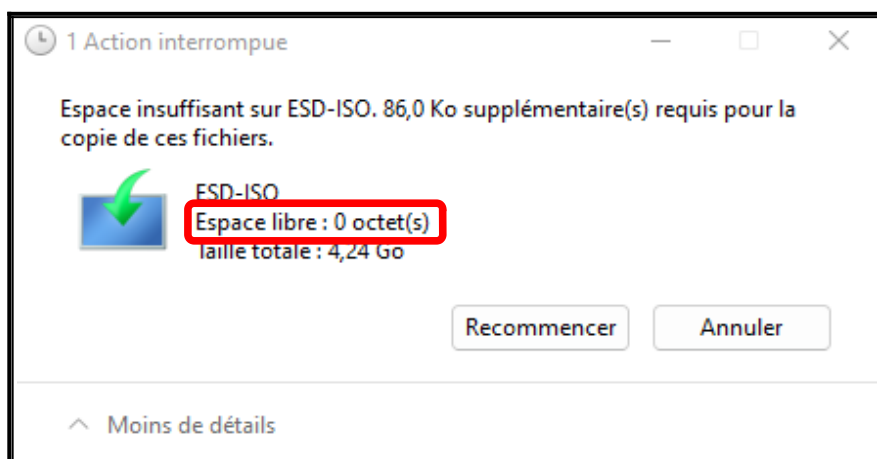 1 Action interrompue
Espace insuffisant sur ESD-ISO. 86,0 Ko supplémentaire(s) requis pour la
copie de ces fichiers.
ESD-ISO
Espace libre : 0 octet(s)
Taille totale : 4,24 Go
Recommencer
Annuler
Moins de détails